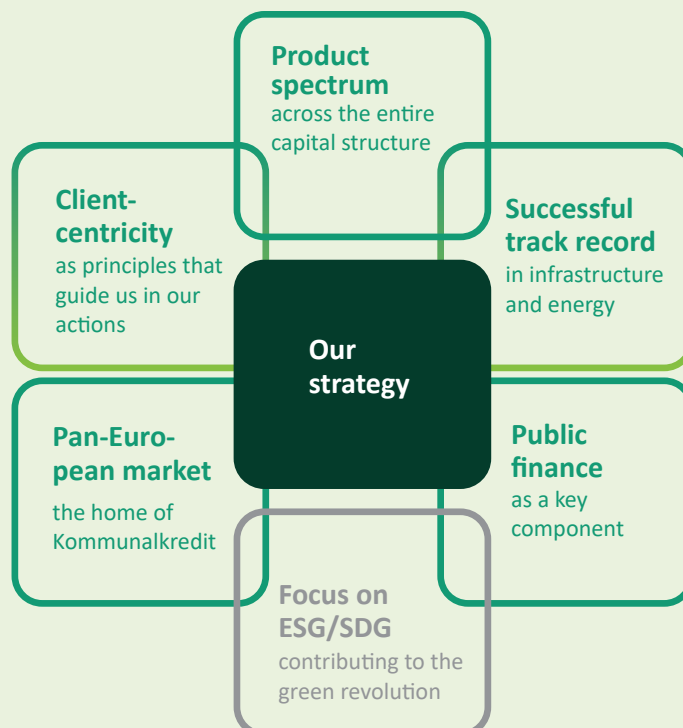 Product
spectrum
across the entire
capital structure
Client-
centricity
as principles that
guide us in our
actions
Successful
track record
in infrastructure
and energy
Our
strategy
Pan-Euro-
pean market
the home of
Kommunalkredit
Public
finance
as a key
component
Focus on
ESG/SDG
contributing to the
green revolution